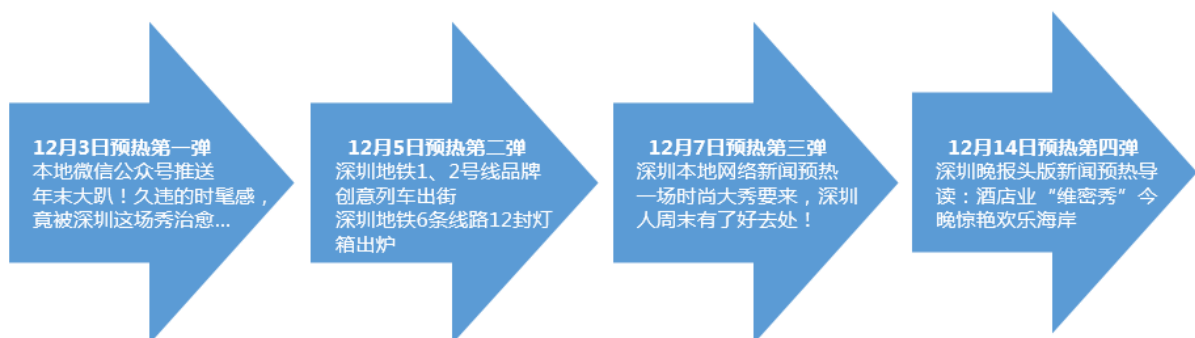 12月3日预热第一弹
本地微信公众号推送
年末大趴！久违的时髦感，
竟被深圳这场秀治愈...
12月5日预热第二弹
深圳地铁1、2号线品牌
创意列车出街
深圳地铁6条线路12封灯
箱出炉
12月7日预热第三弹
深圳本地网络新闻预热
一场时尚大秀要来，深圳
人周末有了好去处！
12月14日预热第四弹
深圳晚报头版新闻预热导
读：酒店业“维密秀”今
晚惊艳欢乐海岸